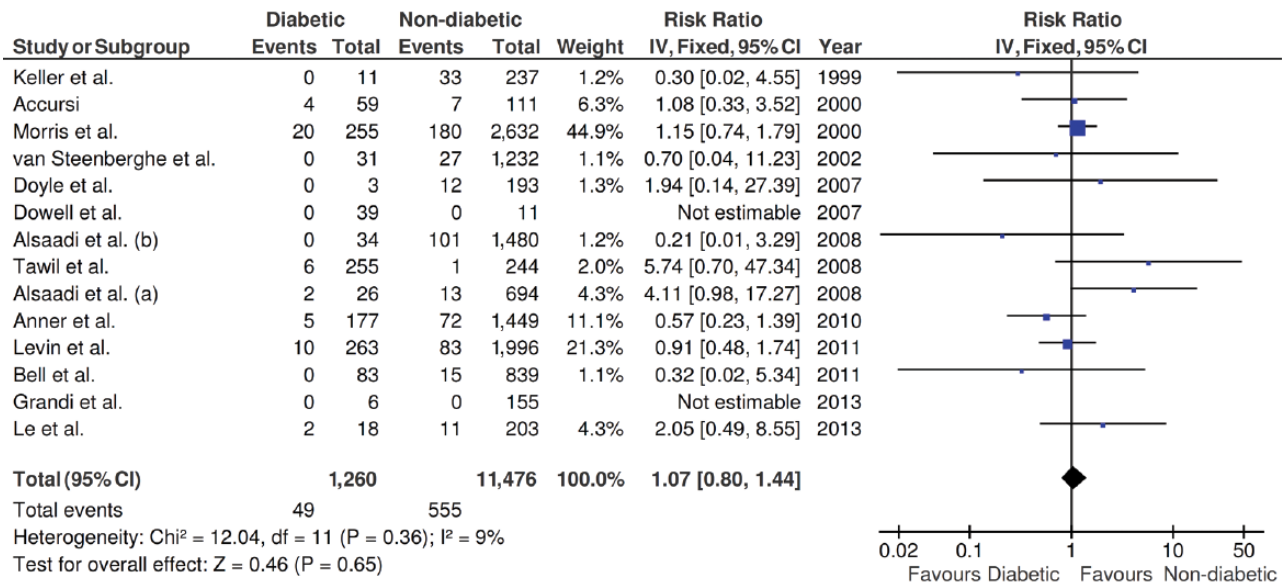 Diabetic Non-diabetic Risk Ratio Risk Ratio
Study or Subgroup Events Total Events Total Weight IV, Fixed, 95% CI Year IV, Fixed, 95% CI
Keller et al. 0 11 33 237 1.2% 0.30 [0.02, 4.55] 1999
Accursi 4 59 7 111 6.3% 1.08 [0.33, 3.52] 2000
Morris et al. 20 255 180 2,632 44.9% 1.15 [0.74, 1.79] 2000
van Steenberghe et al. 0 31 27 1,232 1.1% 0.70 [0.04, 11.23] 2002
Doyle et al. 0 3 12 193 1.3% 1.94 [0.14, 27.39] 2007
Dowell et al. 0 39 0 11 Not estimable 2007
Alsaadi et al. (b) 0 34 101 1,480 1.2% 0.21 [0.01, 3.29] 2008
Tawil et al. 6 255 1 244 2.0% 5.74 [0.70, 47.34] 2008
Alsaadi et al. (a) 2 26 13 694 4.3% 4.11 [0.98, 17.27] 2008
Anner et al. 5 177 72 1,449 11.1% 0.57 [0.23, 1.39] 2010
Levin et al. 10 263 83 1,996 21.3% 0.91 [0.48, 1.74] 2011
Bell et al. 0 83 15 839 1.1% 0.32 [0.02, 5.34] 2011
Grandi et al. 0 6 0 155 Not estimable 2013
Le et al. 2 18 11 203 4.3% 2.05 [0.49, 8.55] 2013
Total (95% CI) 1,260 11,476 100.0% 1.07 [0.80, 1.44]
Total events 49 555
Heterogeneity: Chi² = 12.04, df = 11 (P = 0.36); I² = 9%
Test for overall effect: Z = 0.46 (P = 0.65)
0.02 0.1 1 10 50
Favours Diabetic Favours Non-diabetic